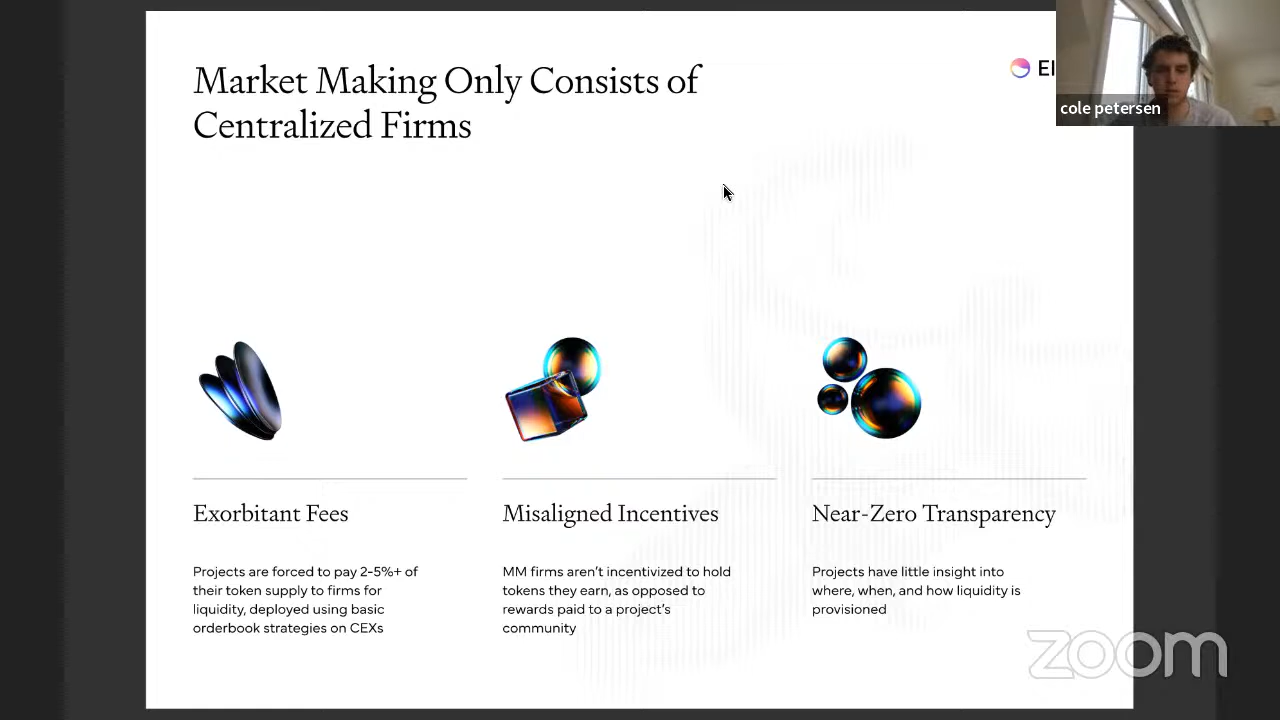 Market Making Only Consists of
Centralized Firms
El
cole petersen
Exorbitant Fees
Projects are forced to pay 2-5%+ of
their token supply to firms for
liquidity, deployed using basic
orderbook strategies on CEXs
Misaligned Incentives
MM firms aren't incentivized to hold
tokens they earn, as opposed to
rewards paid to a project's
community
Near-Zero Transparency
Projects have little insight into
where, when, and how liquidity is
provisioned
zoom